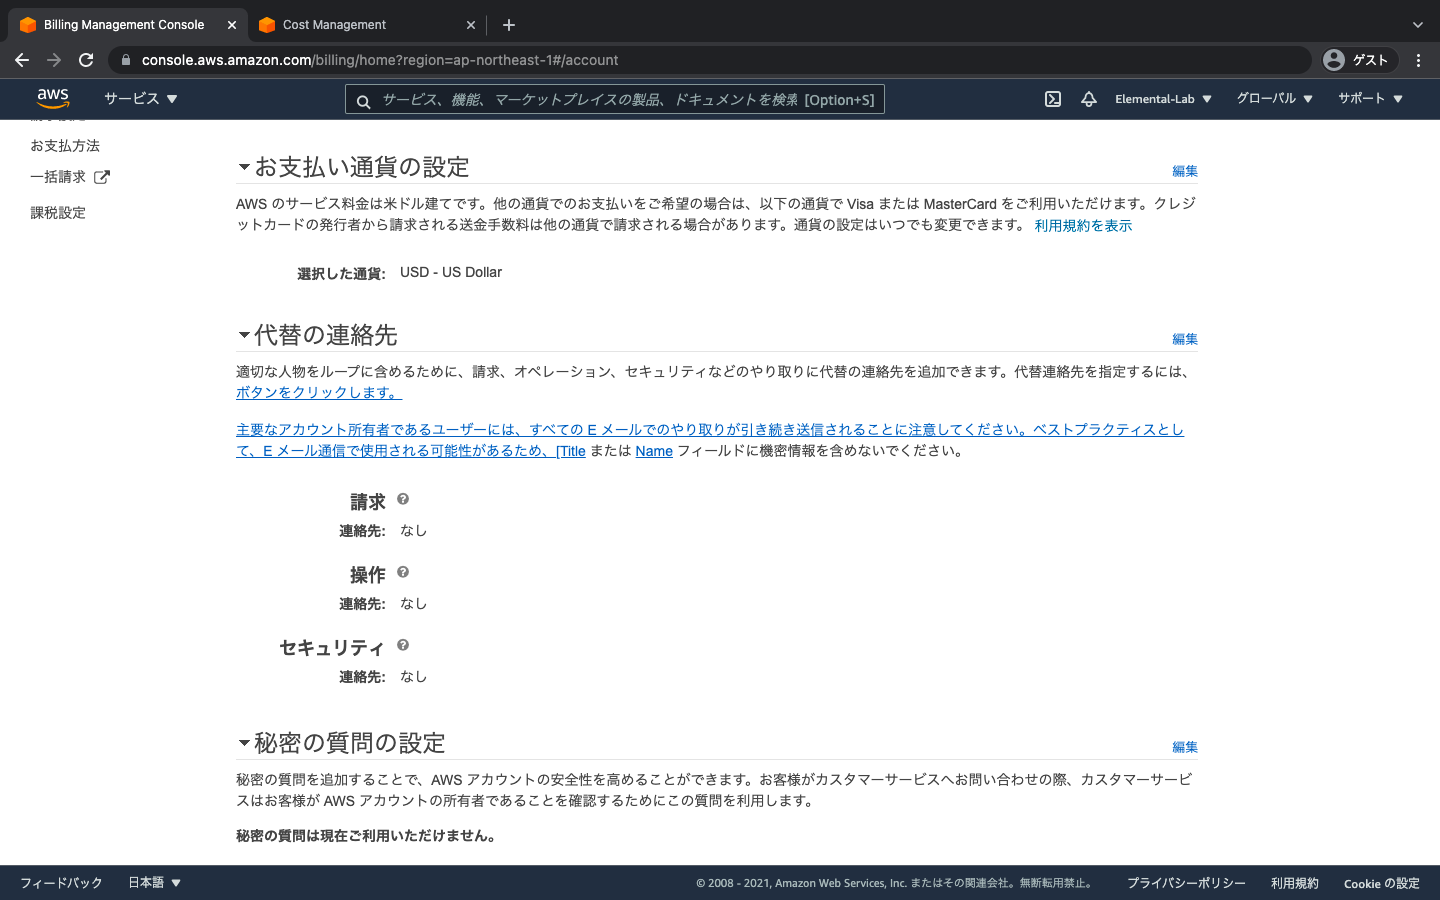 Billing Management Console
Cost Management
console.aws.amazon.com/billing/home?region=ap-northeast-1#/account
ゲスト
aws
サービス
サービス、機能、マーケットプレイスの製品、ドキュメントを検索 [Option+S]
Elemental-Lab
グローバル
サポート
お支払方法
一括請求
課税設定
お支払い通貨の設定
編集
AWS のサービス料金は米ドル建てです。他の通貨でのお支払いをご希望の場合は、以下の通貨で Visa または MasterCard をご利用いただけます。クレジ
ットカードの発行者から請求される送金手数料は他の通貨で請求される場合があります。通貨の設定はいつでも変更できます。 利用規約を表示
選択した通貨: USD - US Dollar
代替の連絡先
編集
適切な人物をループに含めるために、請求、オペレーション、セキュリティなどのやり取りに代替の連絡先を追加できます。代替連絡先を指定するには、
ボタンをクリックします。
主要なアカウント所有者であるユーザーには、すべての E メールでのやり取りが引き続き送信されることに注意してください。ベストプラクティスとし
て、E メール通信で使用される可能性があるため、[Title または Name フィールドに機密情報を含めないでください。
請求
連絡先: なし
操作
連絡先: なし
セキュリティ
連絡先: なし
秘密の質問の設定
編集
秘密の質問を追加することで、AWS アカウントの安全性を高めることができます。お客様がカスタマーサービスへお問い合わせの際、カスタマーサービ
スはお客様が AWS アカウントの所有者であることを確認するためにこの質問を利用します。
秘密の質問は現在ご利用いただけません。
フィードバック
日本語
© 2008 - 2021, Amazon Web Services, Inc. またはその関連会社。無断転用禁止。
プライバシーポリシー
利用規約
Cookie の設定